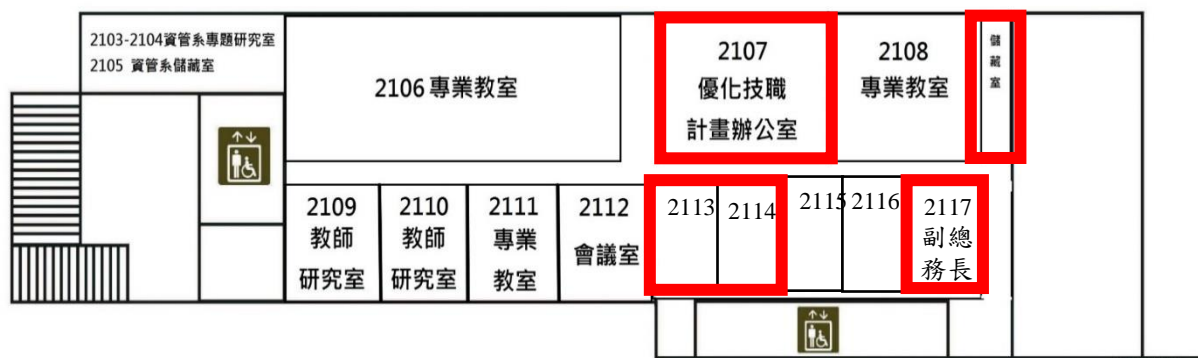 2103-2104資管系專題研究室
2105 資管系儲藏室
2106 專業教室
2107
優化技職
計畫辦公室
2108
專業教室
儲藏室
2109
教師
研究室
2110
教師
研究室
2111
專業
教室
2112
會議室
2113
2114
2115
2116
2117
副總
務長